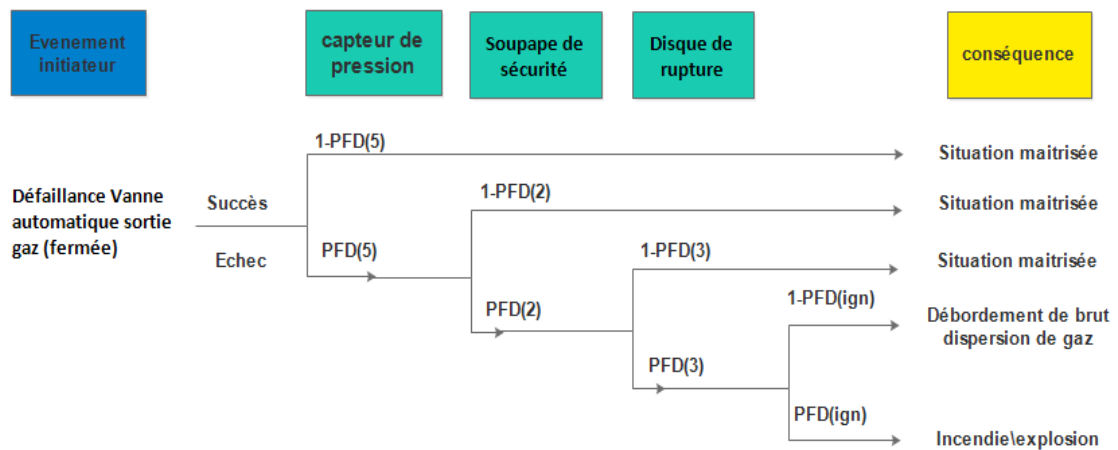 Evenement
initiateur
capteur de
pression
Soupape de
sécurité
Disque de
rupture
conséquence
1-PFD(5)
Situation maitrisée
Défaillance Vanne
automatique sortie
gaz (fermée)
Succès
Echec
1-PFD(2)
Situation maitrisée
PFD(5)
1-PFD(3)
Situation maitrisée
PFD(2)
1-PFD(ign)
Débordement de brut
dispersion de gaz
PFD(3)
PFD(ign)
Incendie\explosion